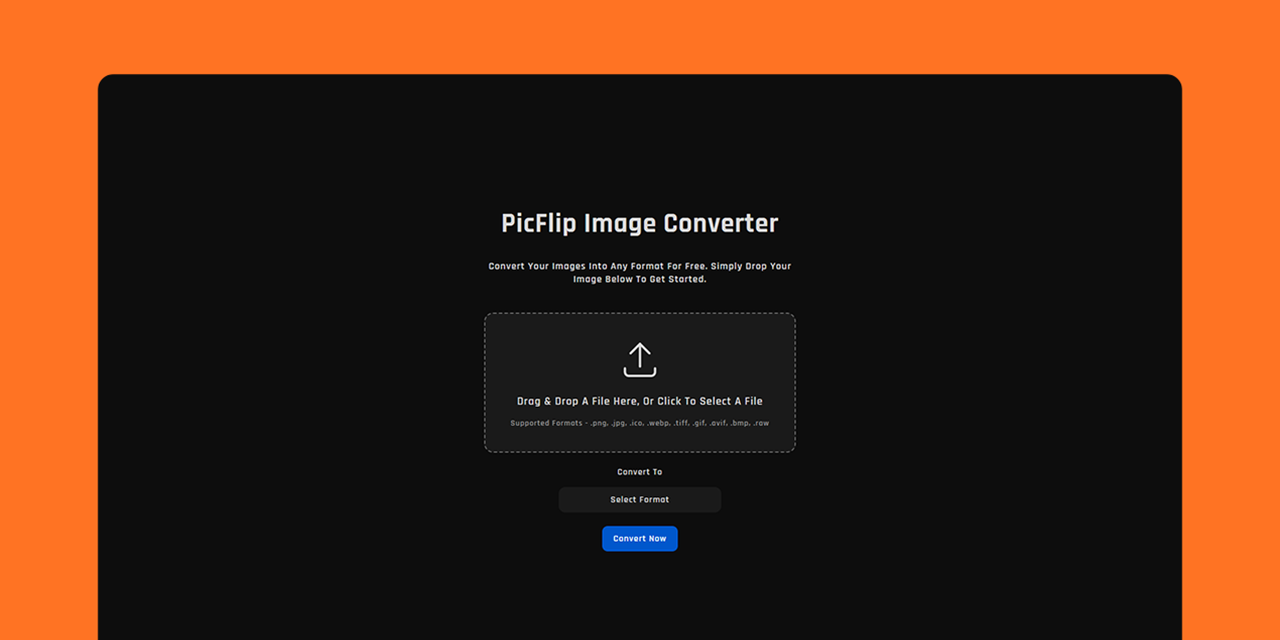 PicFlip Image Converter
Convert Your Images Into Any Format For Free. Simply Drop Your
Image Below To Get Started.
Drag & Drop A File Here, Or Click To Select A File
Supported Formats - .png, .jpg, .ico, .webp, .tiff, .gif, .avif, .bmp, .raw
Convert To
Select Format
Convert Now